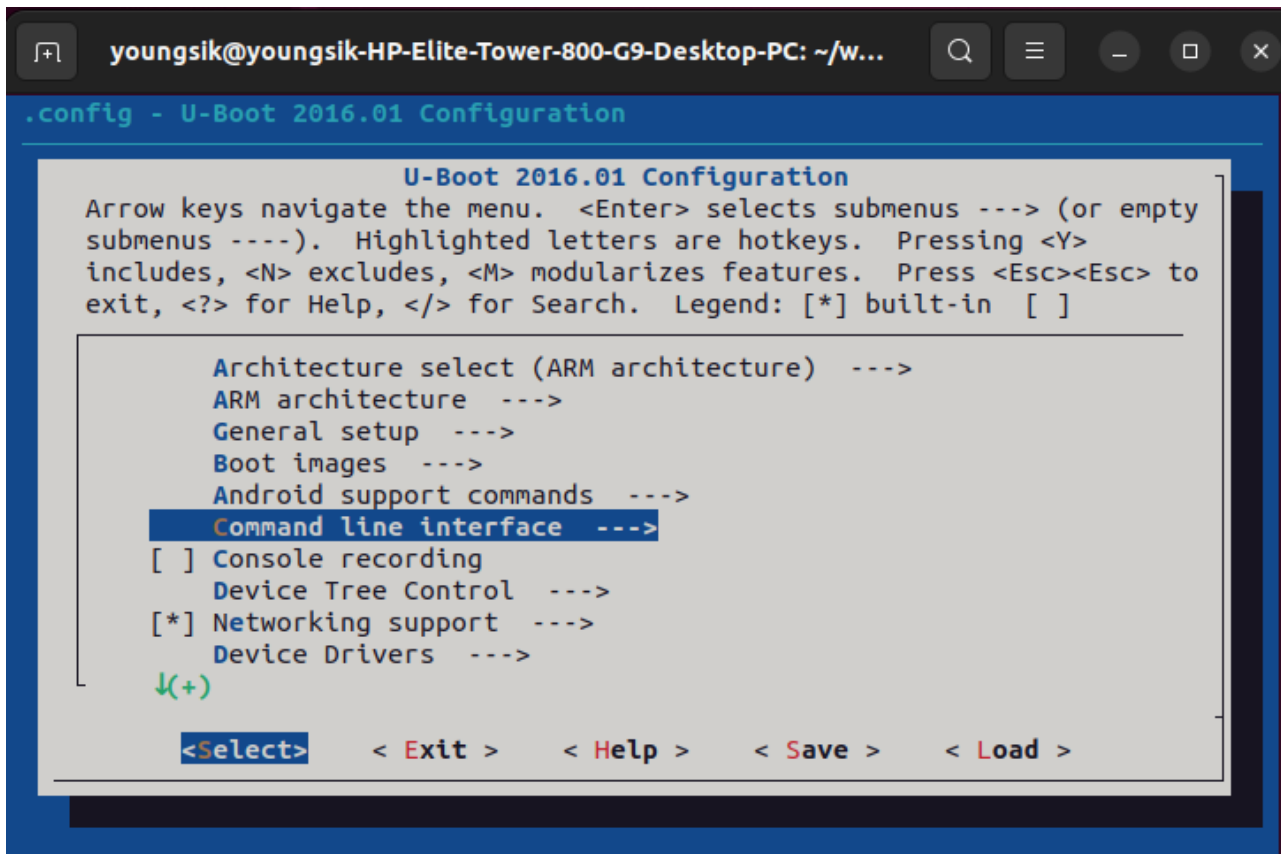 youngsik@youngsik-HP-Elite-Tower-800-G9-Desktop-PC: ~/w...
.config - U-Boot 2016.01 Configuration
U-Boot 2016.01 Configuration
Arrow keys navigate the menu.  <Enter> selects submenus ---> (or empty
submenus ----).  Highlighted letters are hotkeys.  Pressing <Y>
includes, <N> excludes, <M> modularizes features.  Press <Esc><Esc> to
exit, <?> for Help, </> for Search.  Legend: [*] built-in  [ ]
Architecture select (ARM architecture)  --->
ARM architecture  --->
General setup  --->
Boot images  --->
Android support commands  --->
Command line interface  --->
[ ] Console recording
Device Tree Control  --->
[*] Networking support  --->
Device Drivers  --->
↓(+)
<Select>    < Exit >    < Help >    < Save >    < Load >